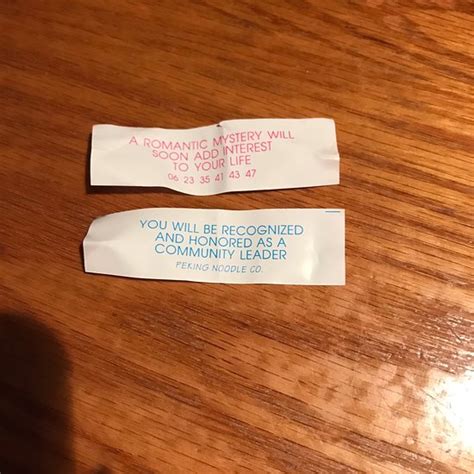 A ROMANTIC MYSTERY WILL
SOON ADD INTEREST
TO YOUR LIFE
06 23 35 41 43 47
YOU WILL BE RECOGNIZED
AND HONORED AS A
COMMUNITY LEADER
PEKING NOODLE CO.